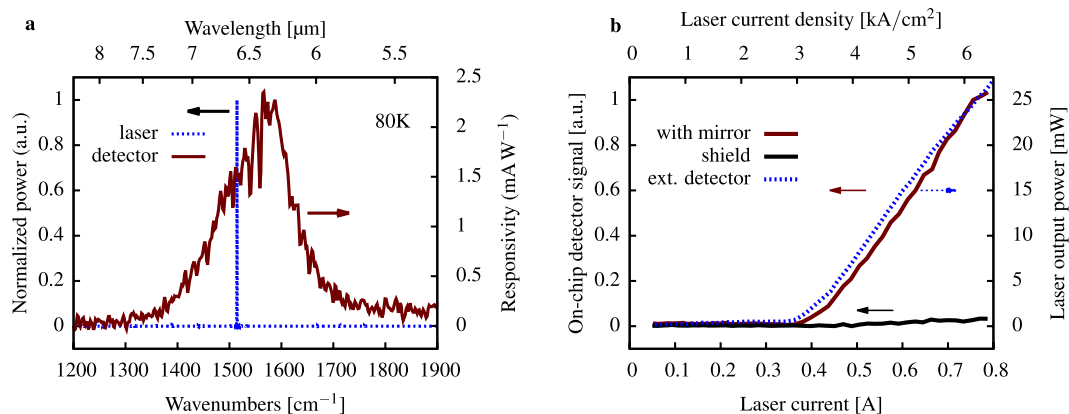 a
Wavelength [μm]
8 7.5 7 6.5 6 5.5
Normalized power (a.u.)
1
0.8
0.6
0.4
0.2
0
laser
detector
80K
2.5
2
1.5
1
0.5
0
Responsivity (mA W⁻¹)
1200 1300 1400 1500 1600 1700 1800 1900
Wavenumbers [cm⁻¹]
b
Laser current density [kA/cm²]
0 1 2 3 4 5 6
On-chip detector signal [a.u.]
1
0.8
0.6
0.4
0.2
0
with mirror
shield
ext. detector
25
20
15
10
5
0
Laser output power [mW]
0 0.1 0.2 0.3 0.4 0.5 0.6 0.7 0.8
Laser current [A]